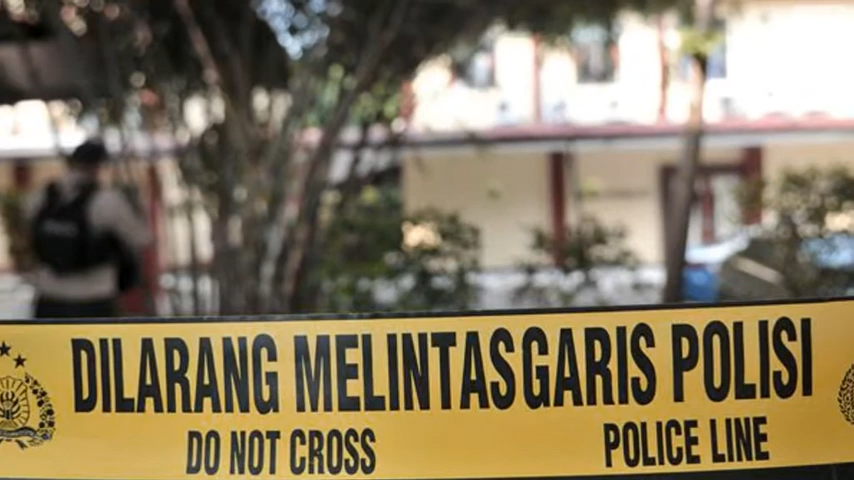 DILARANG MELINTAS GARIS POLISI
DO NOT CROSS POLICE LINE